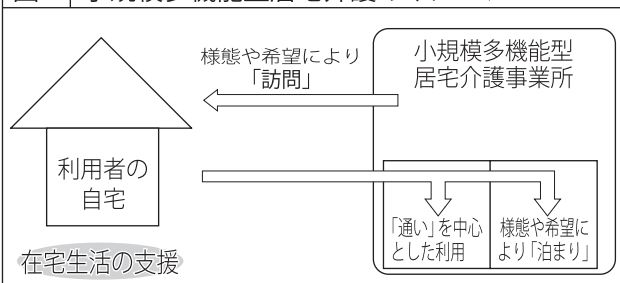 様態や希望により
「訪問」
小規模多機能型
居宅介護事業所
利用者の
自宅
「通い」を中心
とした利用
様態や希望に
より「泊まり」
在宅生活の支援